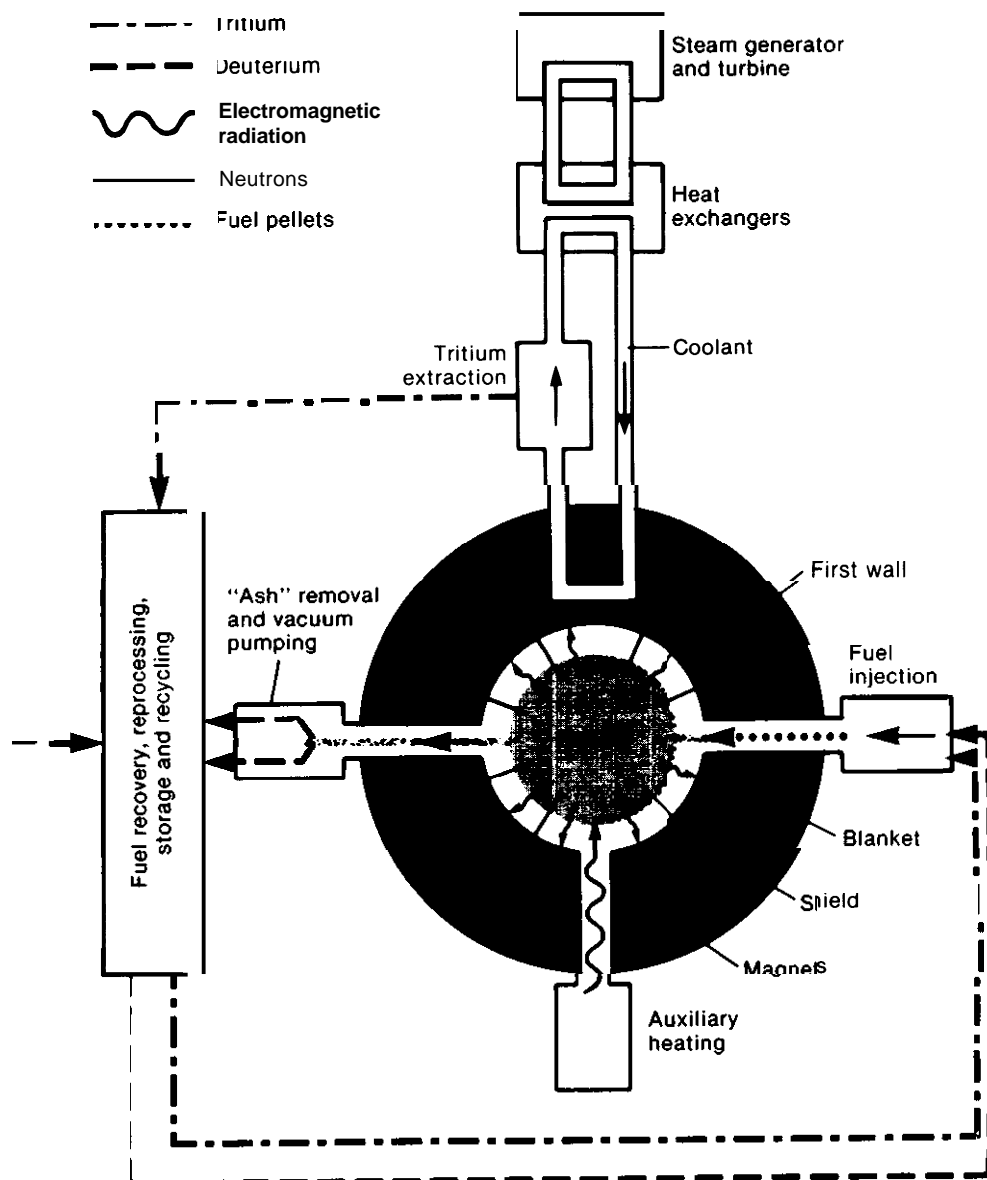 Tritium
Deuterium
Electromagnetic
radiation
Neutrons
Fuel pellets
Steam generator
and turbine
Heat
exchangers
Tritium
extraction
Coolant
First wall
"Ash" removal
and vacuum
pumping
Fuel
injection
Fuel recovery, reprocessing,
storage and recycling
Blanket
Shield
Magnets
Auxiliary
heating